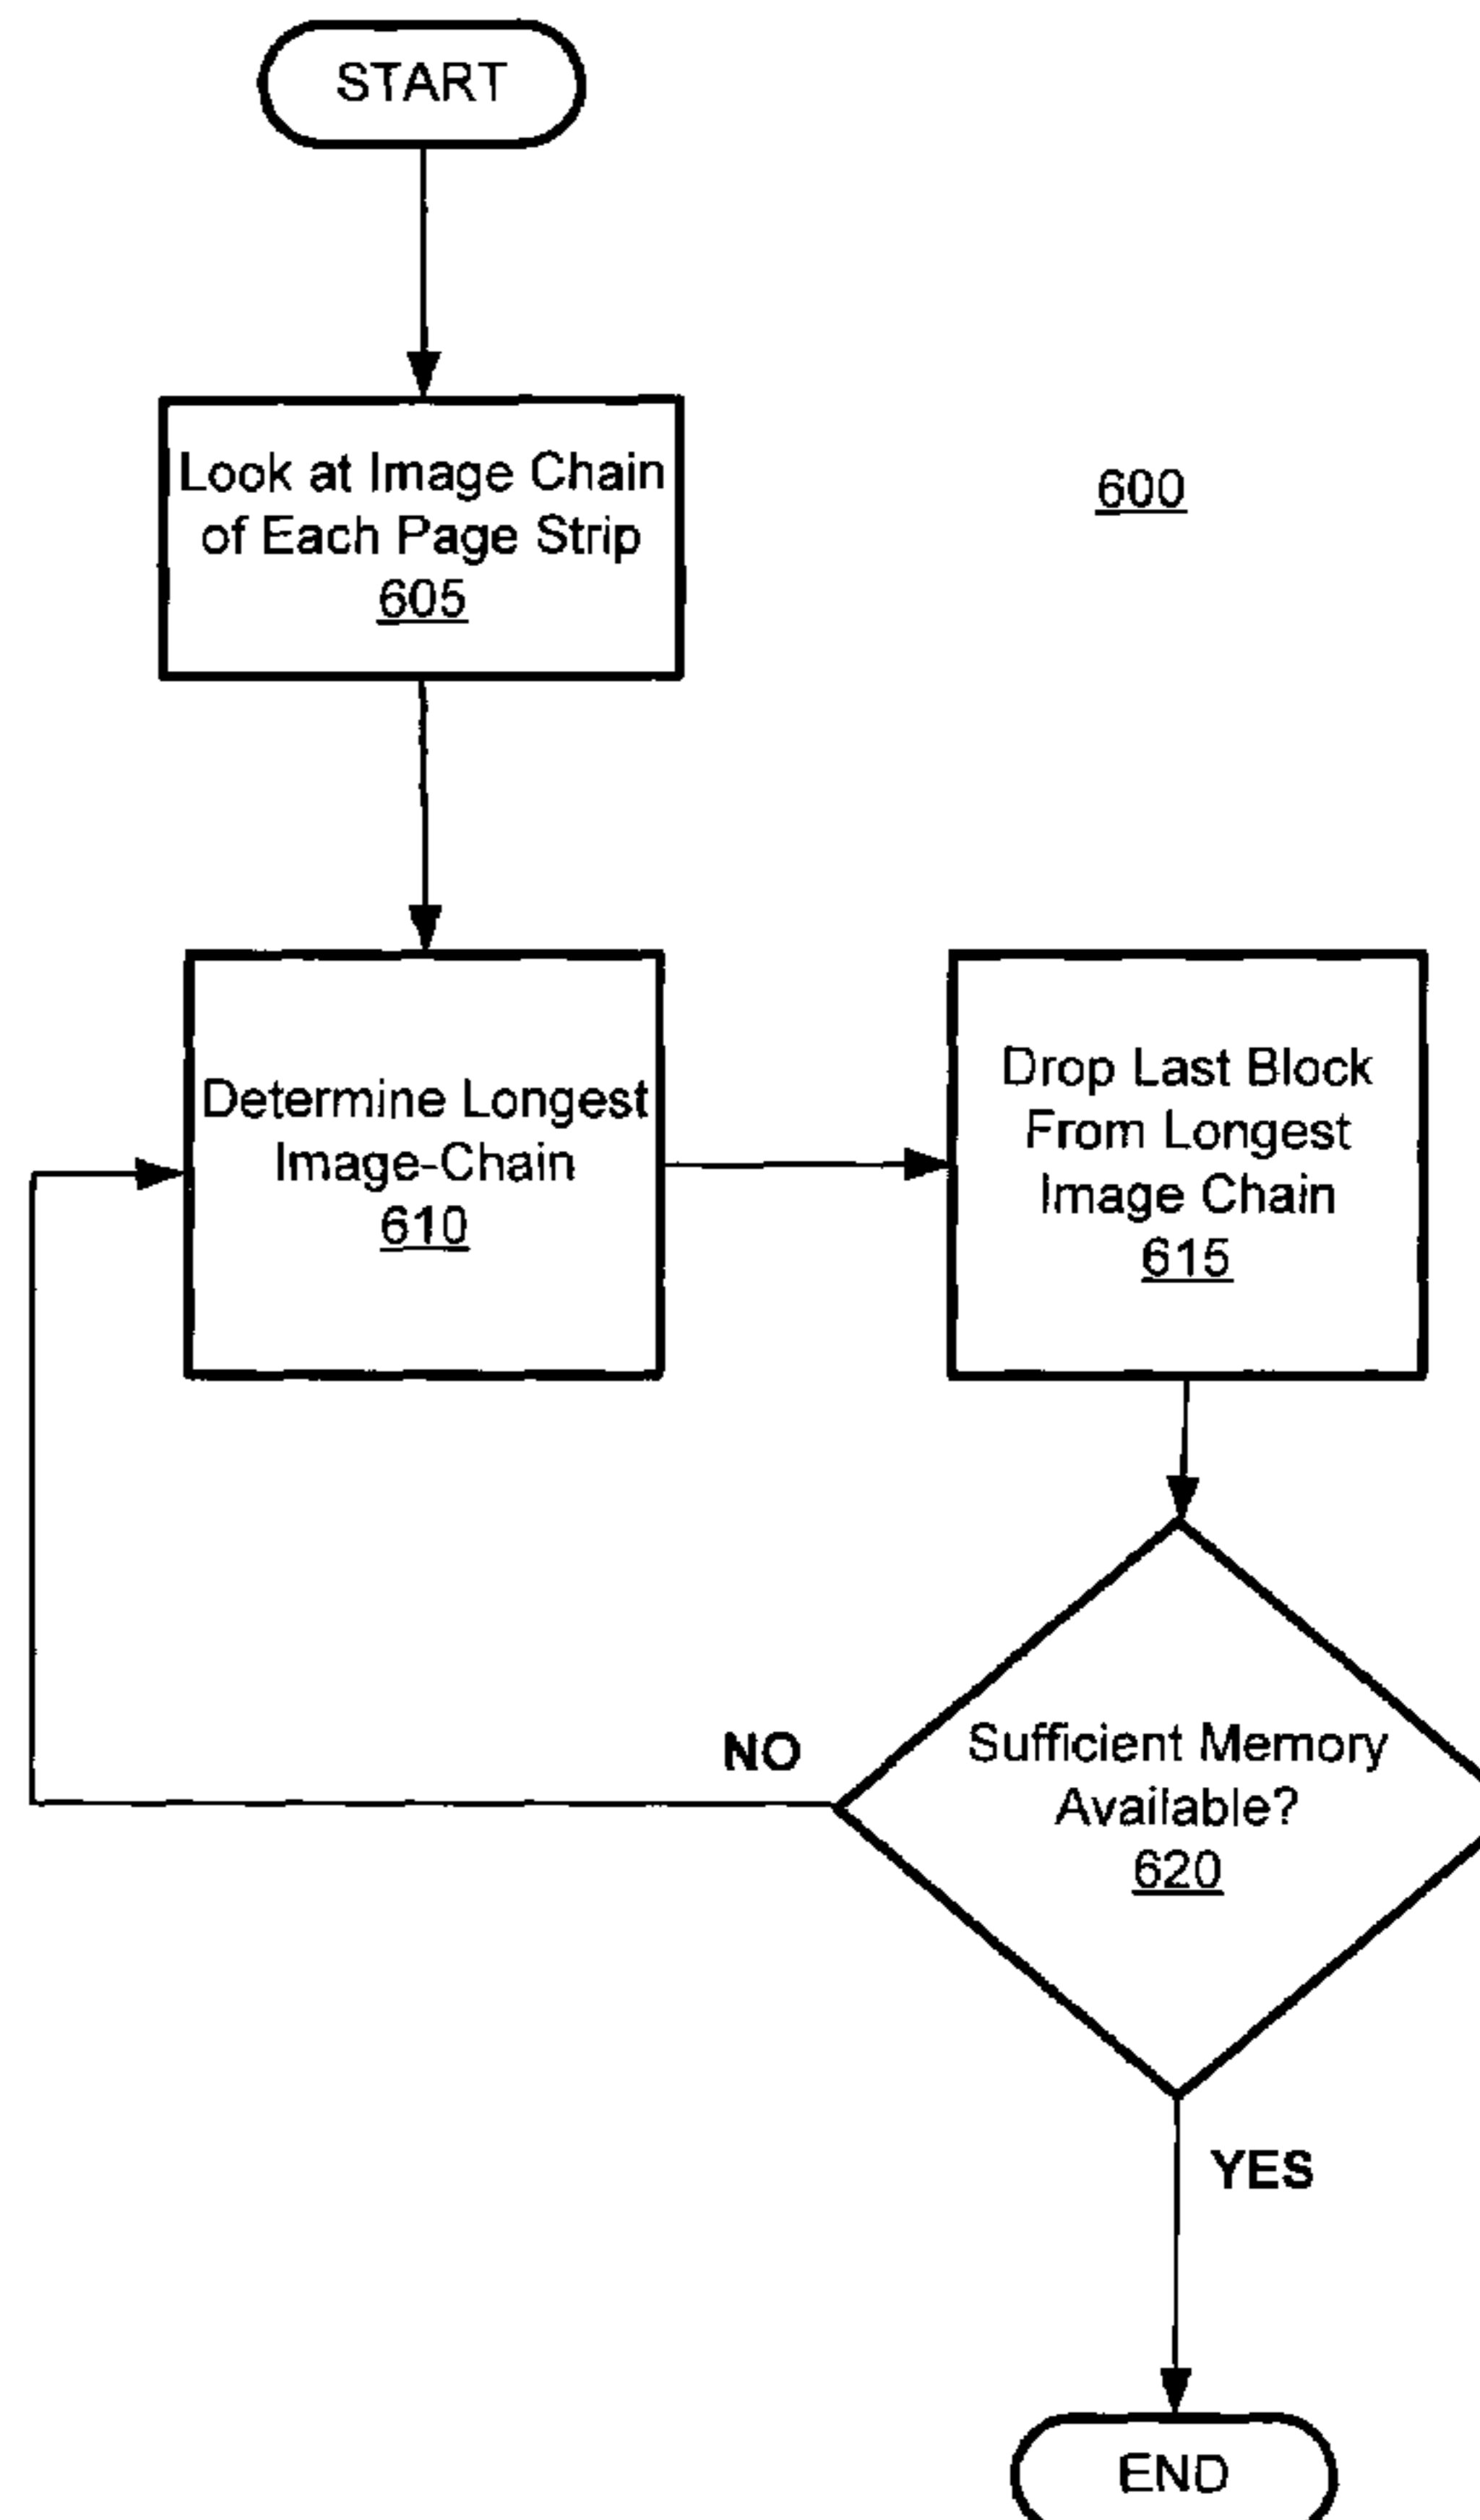 START
Look at Image Chain
of Each Page Strip
605
600
Determine Longest
Image-Chain
610
Drop Last Block
From Longest
Image Chain
615
Sufficient Memory
Available?
620
NO
YES
END